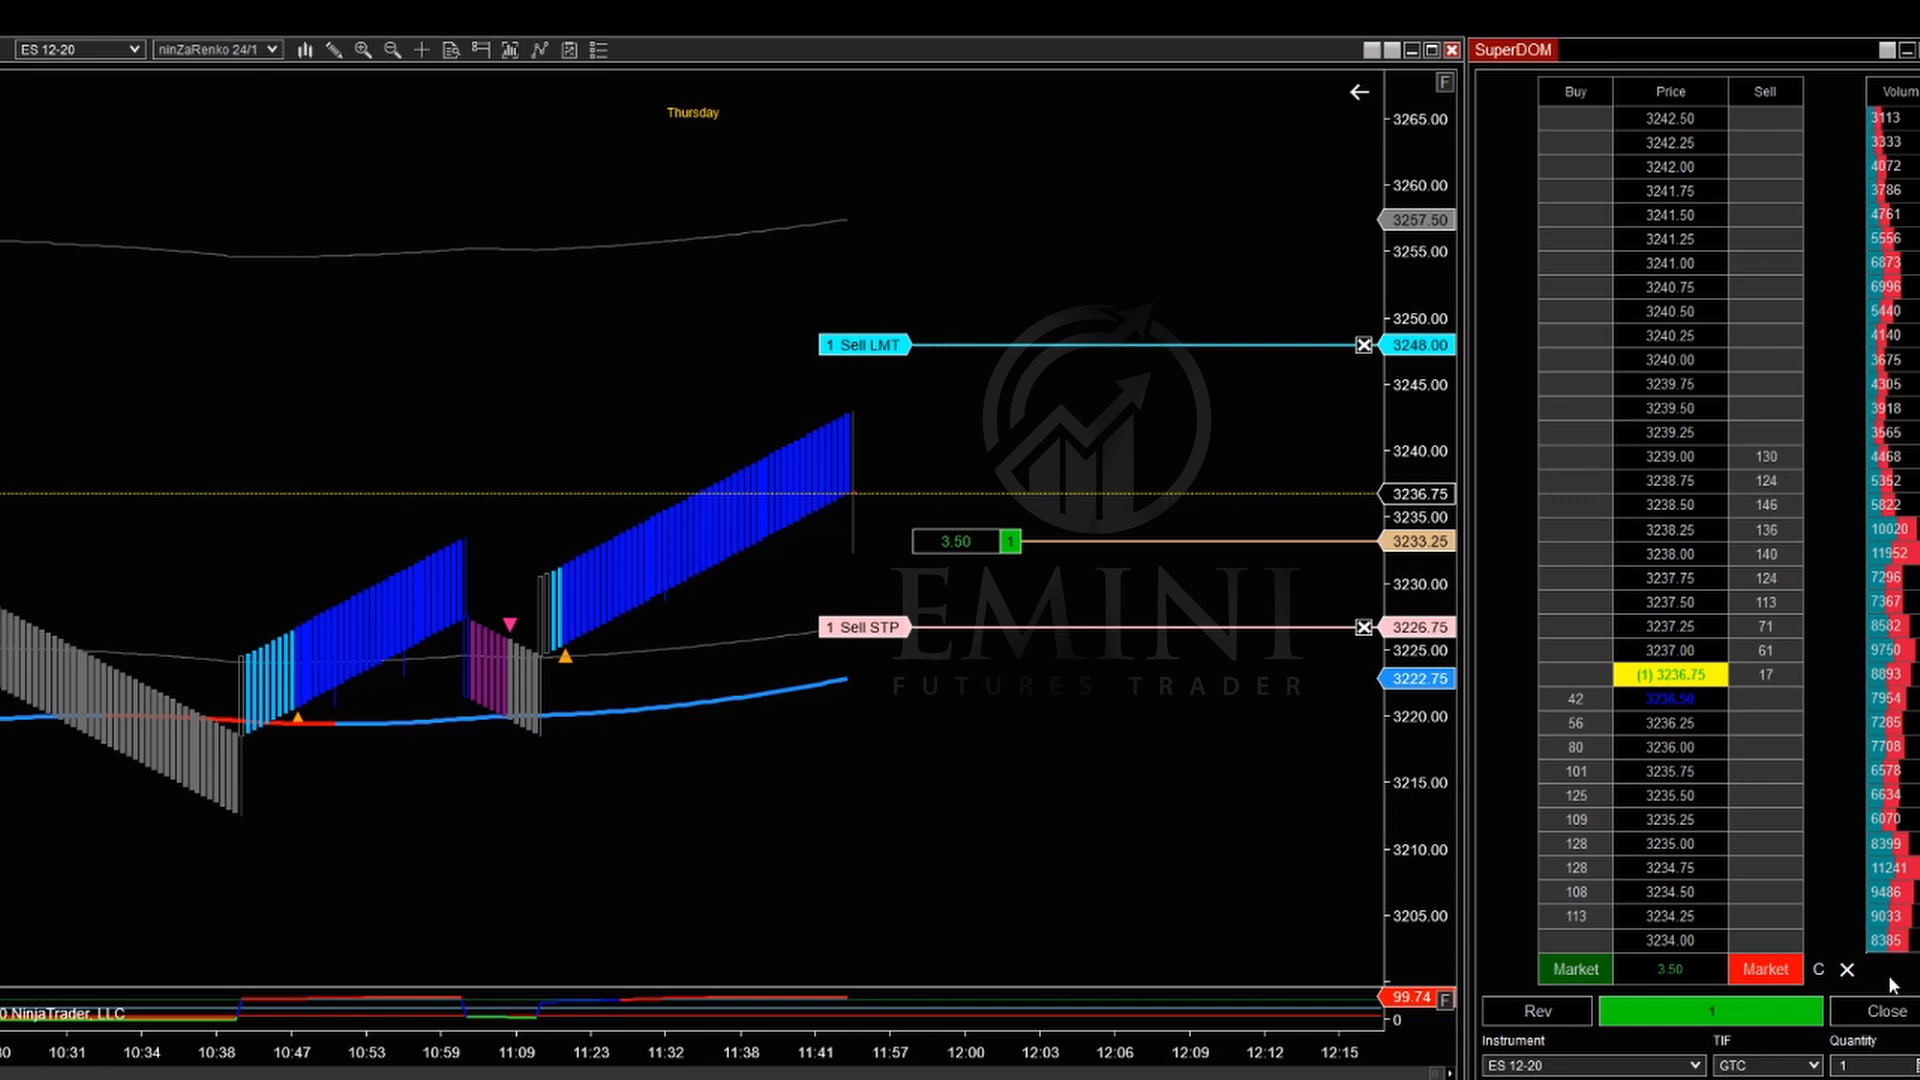 ES 12-20 ninZaRenko 24/1
SuperDOM
F
Thursday
3265.00
3260.00
3257.50
3255.00
3250.00
1 Sell LMT 3248.00
3245.00
3240.00
3236.75
3235.00
3.50 1 3233.25
3230.00
1 Sell STP 3226.75
3225.00
3222.75
3220.00
3215.00
3210.00
3205.00
EMINI
FUTURES TRADER
99.74 F
0
0 NinjaTrader, LLC
10:31 10:34 10:38 10:47 10:53 10:59 11:09 11:23 11:32 11:38 11:41 11:57 12:00 12:03 12:06 12:09 12:12 12:15
Buy Price Sell Volum
3242.50 3113
3242.25 3333
3242.00 4072
3241.75 3786
3241.50 4761
3241.25 5556
3241.00 6873
3240.75 6996
3240.50 5440
3240.25 4140
3240.00 3675
3239.75 4305
3239.50 3918
3239.25 3565
3239.00 130 4468
3238.75 124 5352
3238.50 146 5822
3238.25 136 10020
3238.00 140 11952
3237.75 124 7296
3237.50 113 7367
3237.25 71 8582
3237.00 61 9750
(1) 3236.75 17 8893
42 3236.50 7954
56 3236.25 7285
80 3236.00 7708
101 3235.75 6578
125 3235.50 6634
109 3235.25 6070
128 3235.00 8399
128 3234.75 11241
108 3234.50 9486
113 3234.25 9033
3234.00 8385
Market 3.50 Market C
Rev 1 Close
Instrument TIF Quantity
ES 12-20 GTC 1